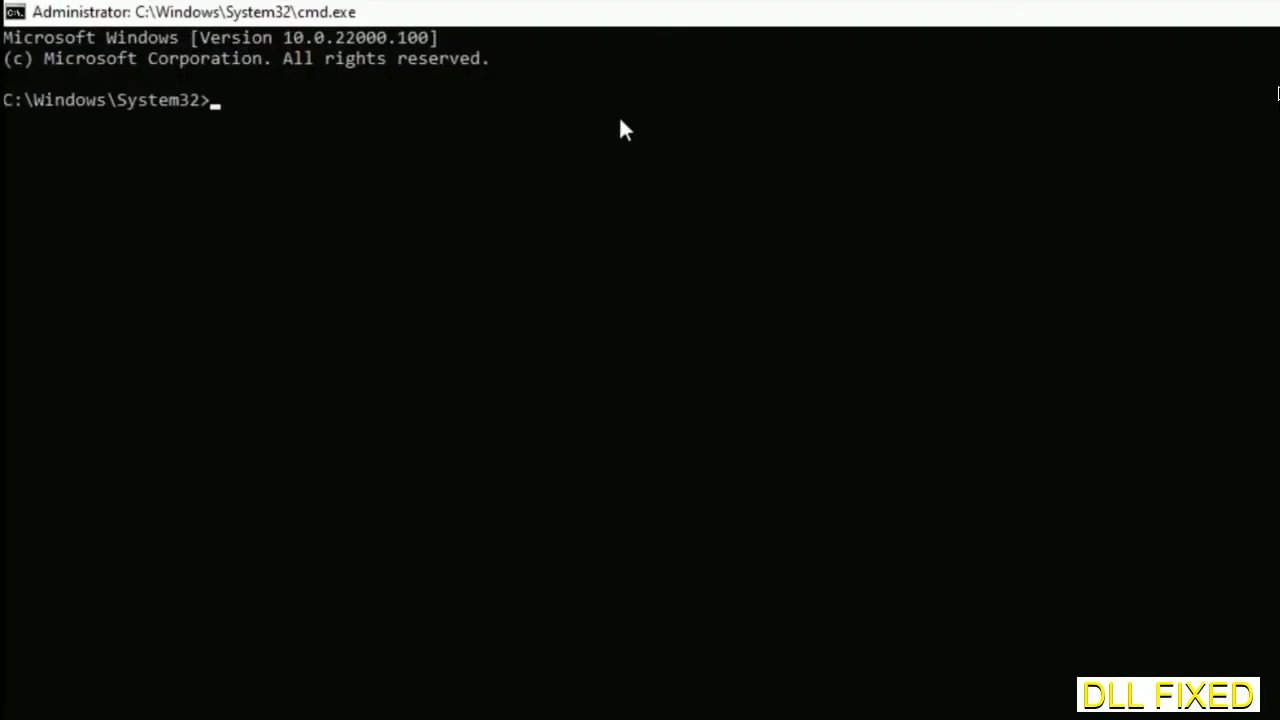 Administrator: C:\Windows\System32\cmd.exe
Microsoft Windows [Version 10.0.22000.100]
(c) Microsoft Corporation. All rights reserved.
C:\Windows\System32>
DLL FIXED